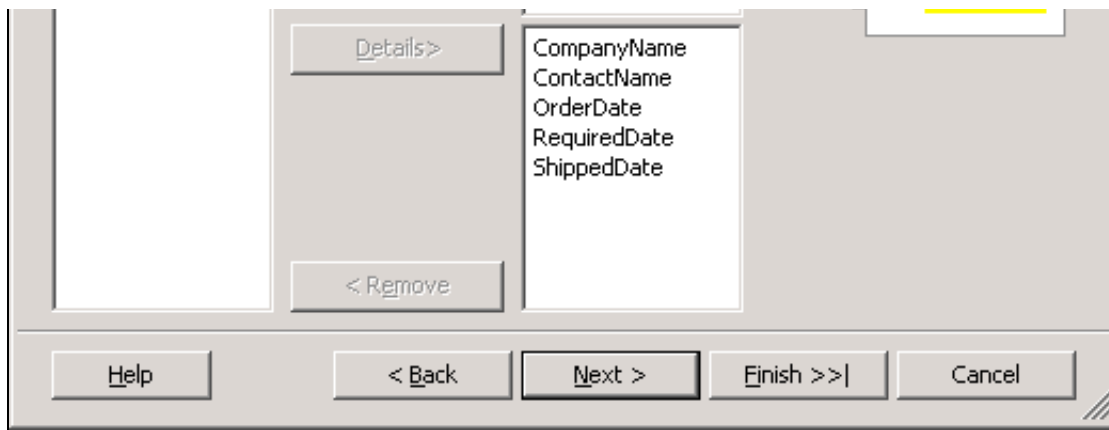 Details>
CompanyName
ContactName
OrderDate
RequiredDate
ShippedDate
< Remove
Help
< Back
Next >
Finish >>|
Cancel